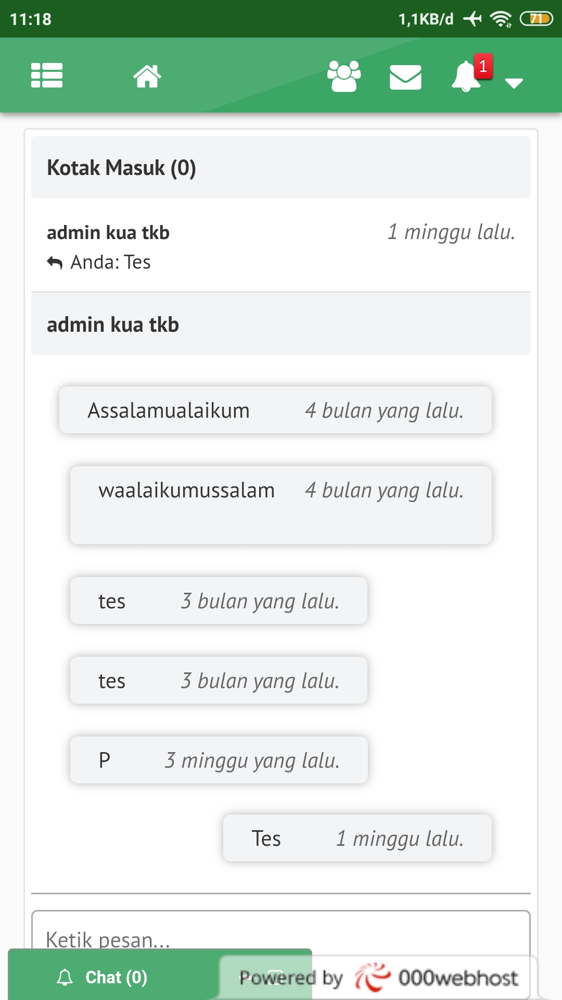 11:18 1,1KB/d 71
1
Kotak Masuk (0)
admin kua tkb 1 minggu lalu.
Anda: Tes
admin kua tkb
Assalamualaikum 4 bulan yang lalu.
waalaikumussalam 4 bulan yang lalu.
tes 3 bulan yang lalu.
tes 3 bulan yang lalu.
P 3 minggu yang lalu.
Tes 1 minggu lalu.
Ketik pesan...
Chat (0) Powered by 000webhost